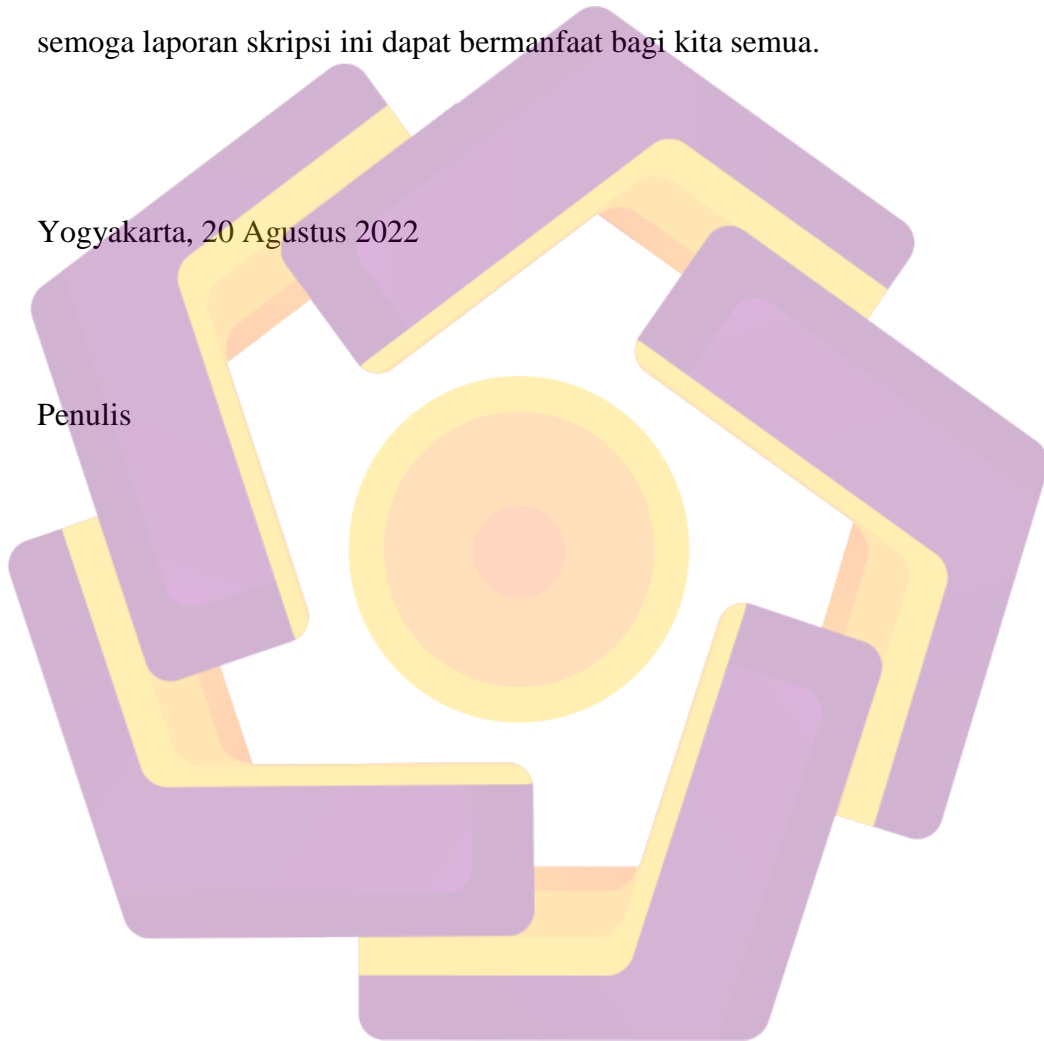 semoga laporan skripsi ini dapat bermanfaat bagi kita semua.
Yogyakarta, 20 Agustus 2022
Penulis